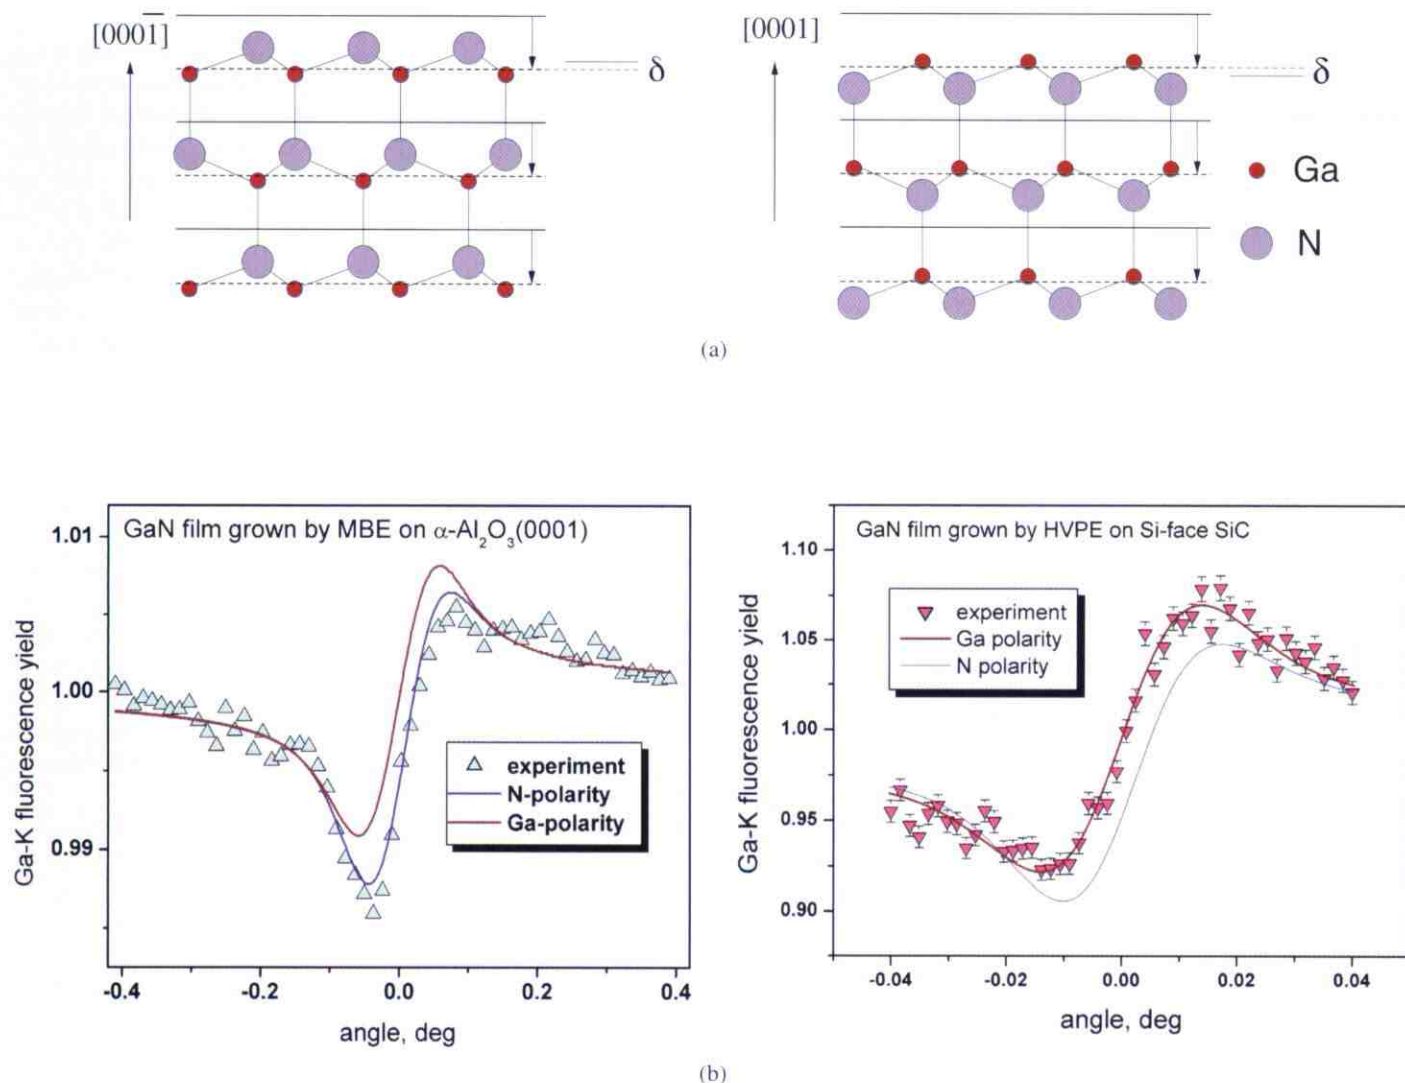 [0001̄]
δ
[0001]
δ
Ga
N
(a)
GaN film grown by MBE on α-Al₂O₃(0001)
1.01
1.00
0.99
Ga-K fluorescence yield
experiment
N-polarity
Ga-polarity
-0.4
-0.2
0.0
0.2
0.4
angle, deg
GaN film grown by HVPE on Si-face SiC
1.10
1.05
1.00
0.95
0.90
Ga-K fluorescence yield
experiment
Ga polarity
N polarity
-0.04
-0.02
0.00
0.02
0.04
angle, deg
(b)